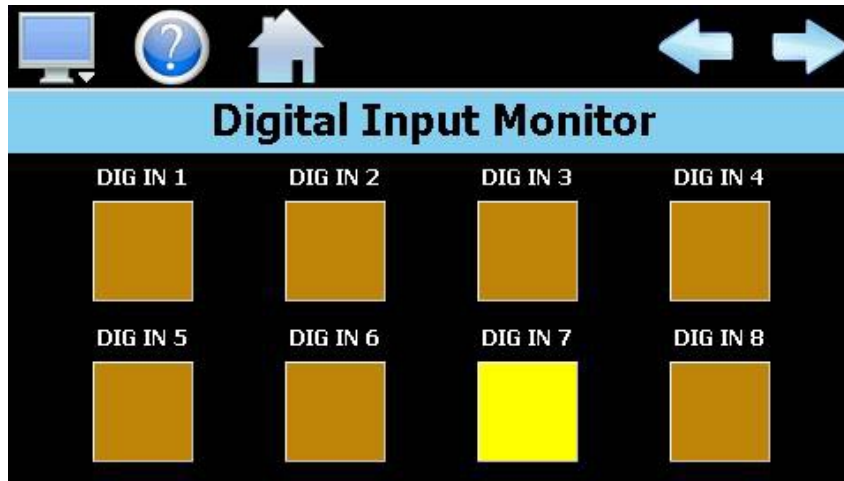 ?
Digital Input Monitor
DIG IN 1 DIG IN 2 DIG IN 3 DIG IN 4
DIG IN 5 DIG IN 6 DIG IN 7 DIG IN 8